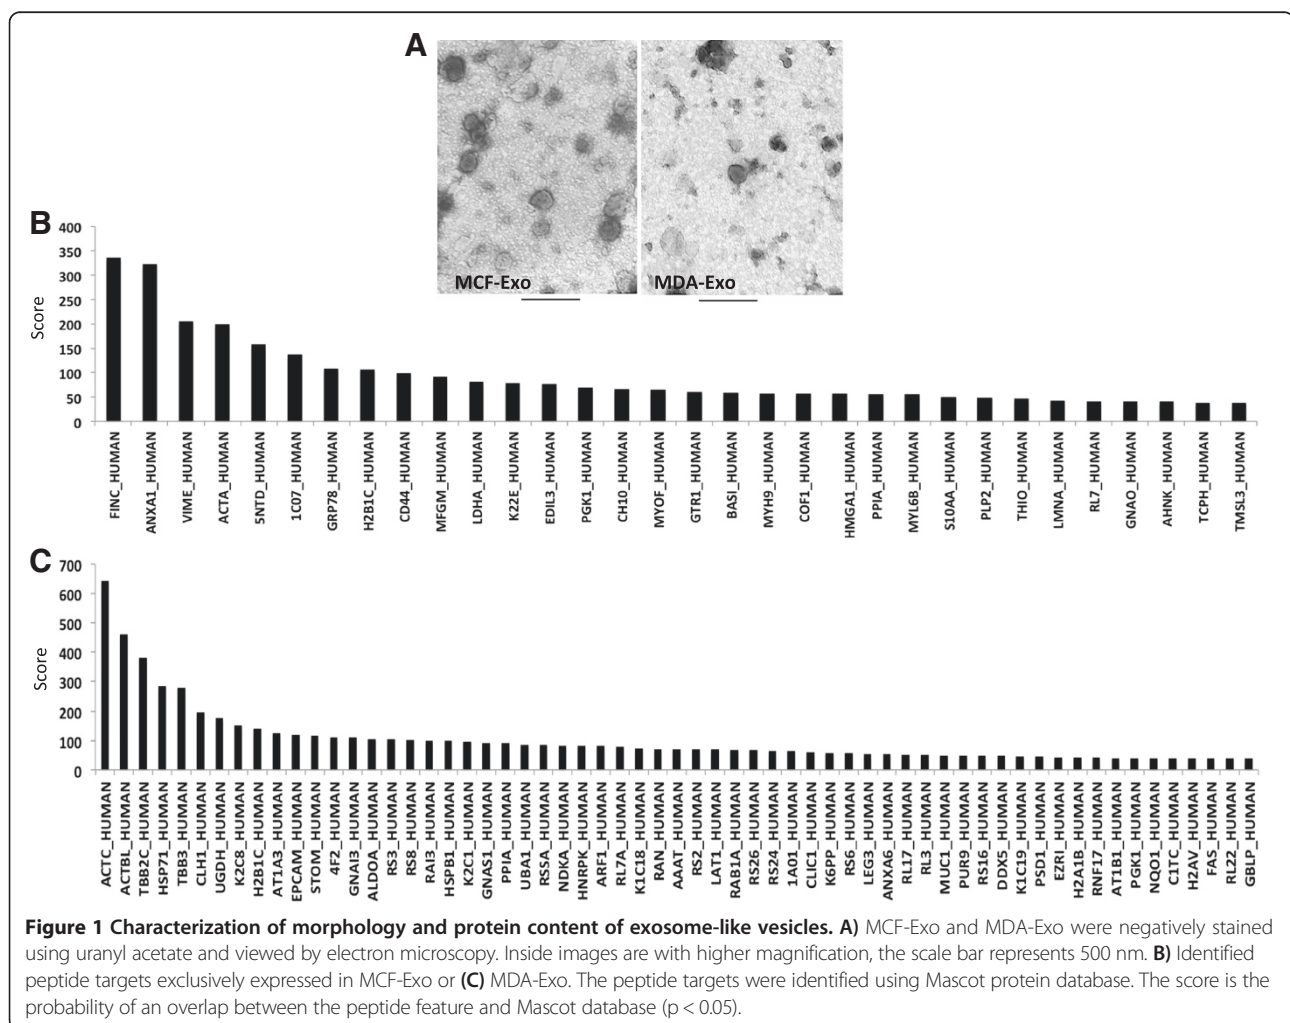 A
MCF-Exo
MDA-Exo
B
400
350
300
250
200
150
100
50
0
Score
FINC_HUMAN
ANXA1_HUMAN
VIME_HUMAN
ACTA_HUMAN
5NTD_HUMAN
1C07_HUMAN
GRP78_HUMAN
H2B1C_HUMAN
CD44_HUMAN
MFGM_HUMAN
LDHA_HUMAN
K22E_HUMAN
EDIL3_HUMAN
PGK1_HUMAN
CH10_HUMAN
MYOF_HUMAN
GTR1_HUMAN
BASI_HUMAN
MYH9_HUMAN
COF1_HUMAN
HMGA1_HUMAN
PPIA_HUMAN
MYL6B_HUMAN
S10AA_HUMAN
PLP2_HUMAN
THIO_HUMAN
LMNA_HUMAN
RL7_HUMAN
GNAO_HUMAN
AHNK_HUMAN
TCPH_HUMAN
TMSL3_HUMAN
C
700
600
500
400
300
200
100
0
Score
ACTC_HUMAN
ACTBL_HUMAN
TBB2C_HUMAN
HSP71_HUMAN
TBB3_HUMAN
CLH1_HUMAN
UGDH_HUMAN
K2C8_HUMAN
H2B1C_HUMAN
AT1A3_HUMAN
EPCAM_HUMAN
STOM_HUMAN
4F2_HUMAN
GNAI3_HUMAN
ALDOA_HUMAN
RS3_HUMAN
RS8_HUMAN
RAI3_HUMAN
HSPB1_HUMAN
K2C1_HUMAN
GNAS1_HUMAN
PPIA_HUMAN
UBA1_HUMAN
RSSA_HUMAN
NDKA_HUMAN
HNRPK_HUMAN
ARF1_HUMAN
RL7A_HUMAN
K1C18_HUMAN
RAN_HUMAN
AAAT_HUMAN
RS2_HUMAN
LAT1_HUMAN
RAB1A_HUMAN
RS26_HUMAN
RS24_HUMAN
1A01_HUMAN
CLIC1_HUMAN
K6PP_HUMAN
RS6_HUMAN
LEG3_HUMAN
ANXA6_HUMAN
RL17_HUMAN
RL3_HUMAN
MUC1_HUMAN
PUR9_HUMAN
RS16_HUMAN
DDX5_HUMAN
K1C19_HUMAN
PSD1_HUMAN
EZRI_HUMAN
H2A1B_HUMAN
RNF17_HUMAN
AT1B1_HUMAN
PGK1_HUMAN
NQO1_HUMAN
C1TC_HUMAN
H2AV_HUMAN
FAS_HUMAN
RL22_HUMAN
GBLP_HUMAN
Figure 1 Characterization of morphology and protein content of exosome-like vesicles. A) MCF-Exo and MDA-Exo were negatively stained
using uranyl acetate and viewed by electron microscopy. Inside images are with higher magnification, the scale bar represents 500 nm. B) Identified
peptide targets exclusively expressed in MCF-Exo or (C) MDA-Exo. The peptide targets were identified using Mascot protein database. The score is the
probability of an overlap between the peptide feature and Mascot database (p < 0.05).